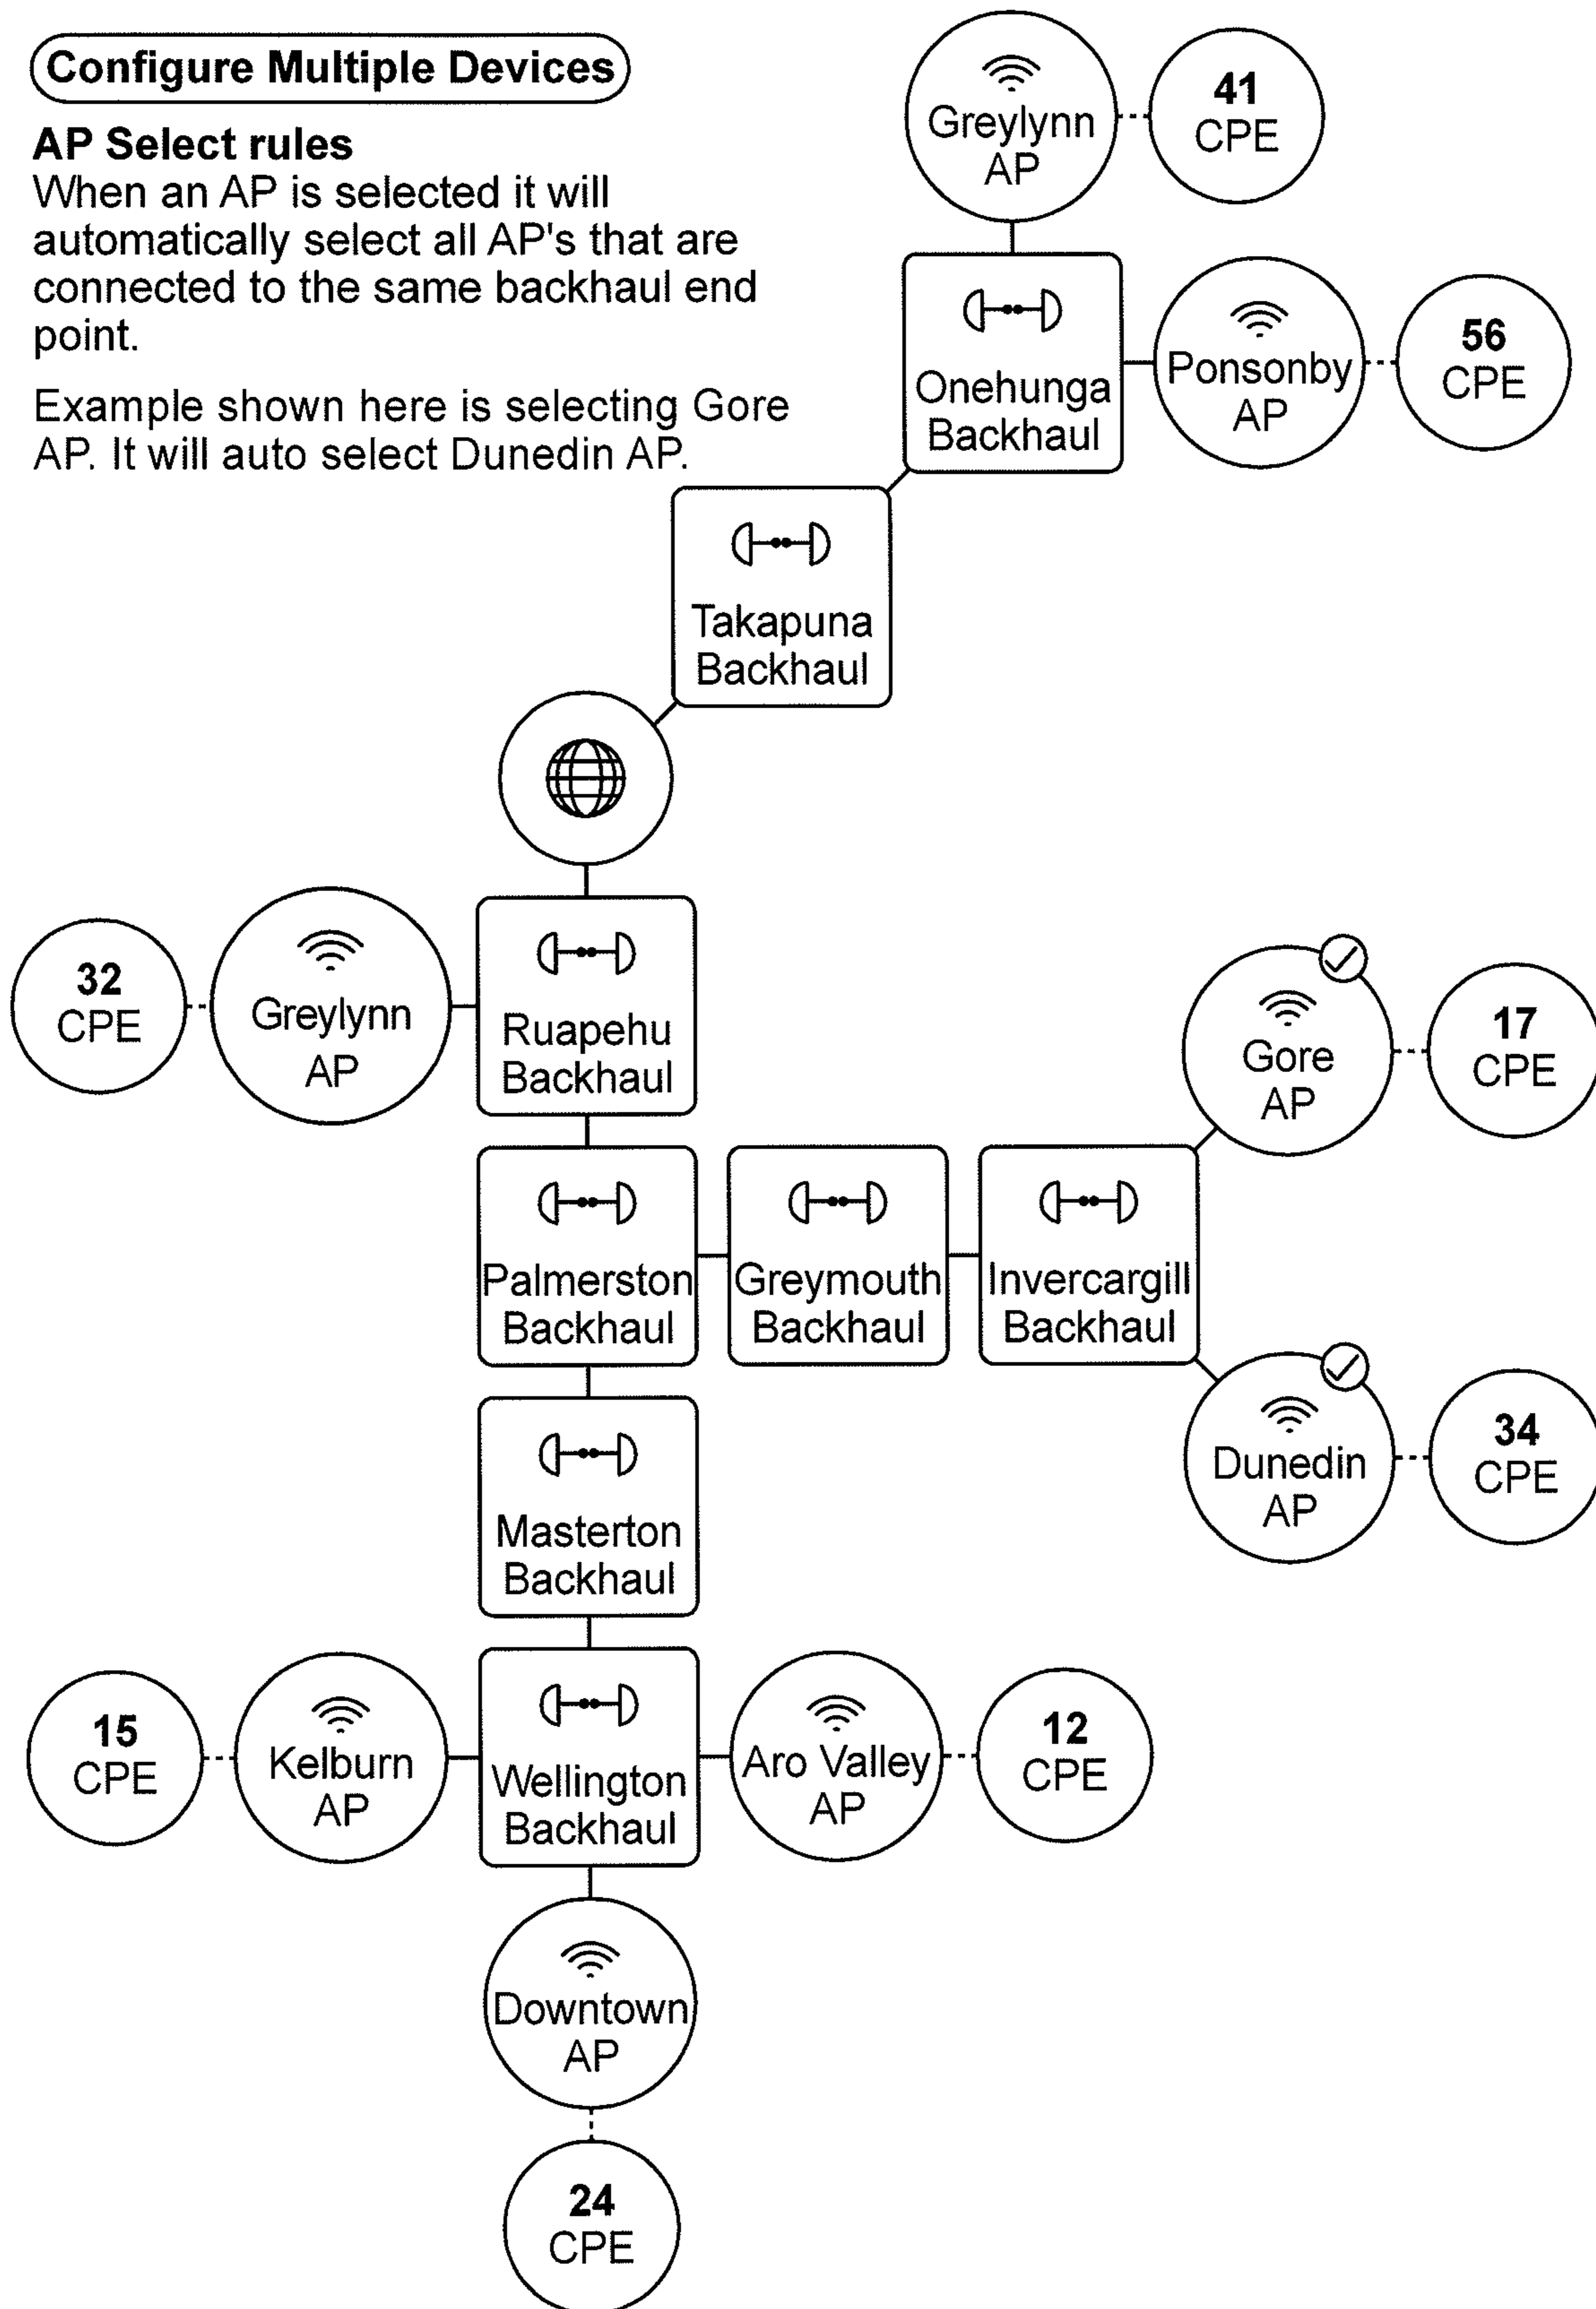 Configure Multiple Devices
AP Select rules
When an AP is selected it will
automatically select all AP's that are
connected to the same backhaul end
point.
Example shown here is selecting Gore
AP. It will auto select Dunedin AP.
Greylynn
AP
41
CPE
Onehunga
Backhaul
Ponsonby
AP
56
CPE
Takapuna
Backhaul
32
CPE
Greylynn
AP
Ruapehu
Backhaul
Gore
AP
17
CPE
Palmerston
Backhaul
Greymouth
Backhaul
Invercargill
Backhaul
Dunedin
AP
34
CPE
Masterton
Backhaul
15
CPE
Kelburn
AP
Wellington
Backhaul
Aro Valley
AP
12
CPE
Downtown
AP
24
CPE